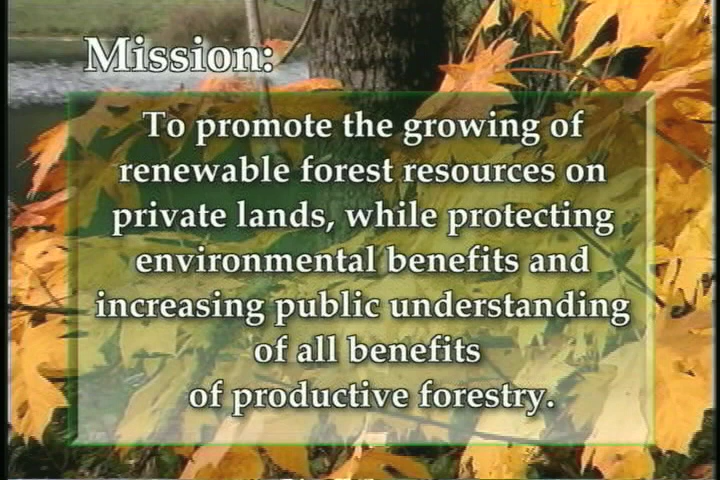 Mission:
To promote the growing of
renewable forest resources on
private lands, while protecting
environmental benefits and
increasing public understanding
of all benefits
of productive forestry.